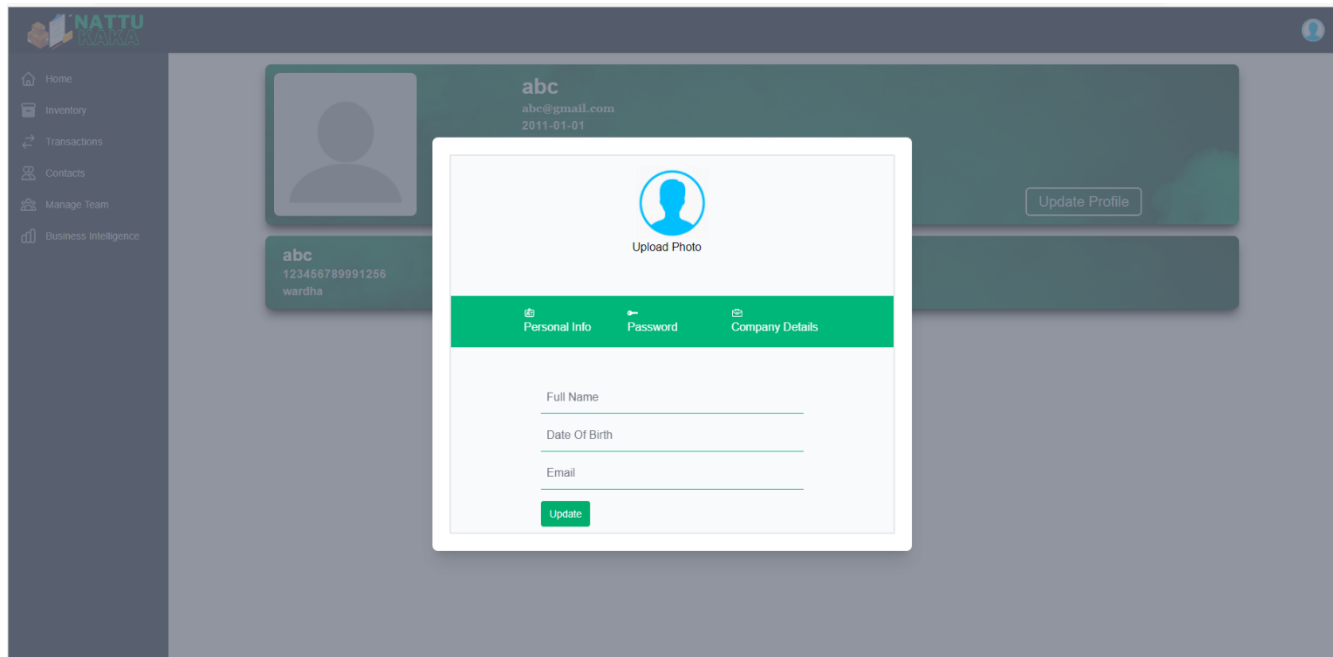 NATTU
KAKA
Home
Inventory
Transactions
Contacts
Manage Team
Business Intelligence
abc
abc@gmail.com
2011-01-01
Update Profile
abc
123456789991256
wardha
Upload Photo
Personal Info Password Company Details
Full Name
Date Of Birth
Email
Update